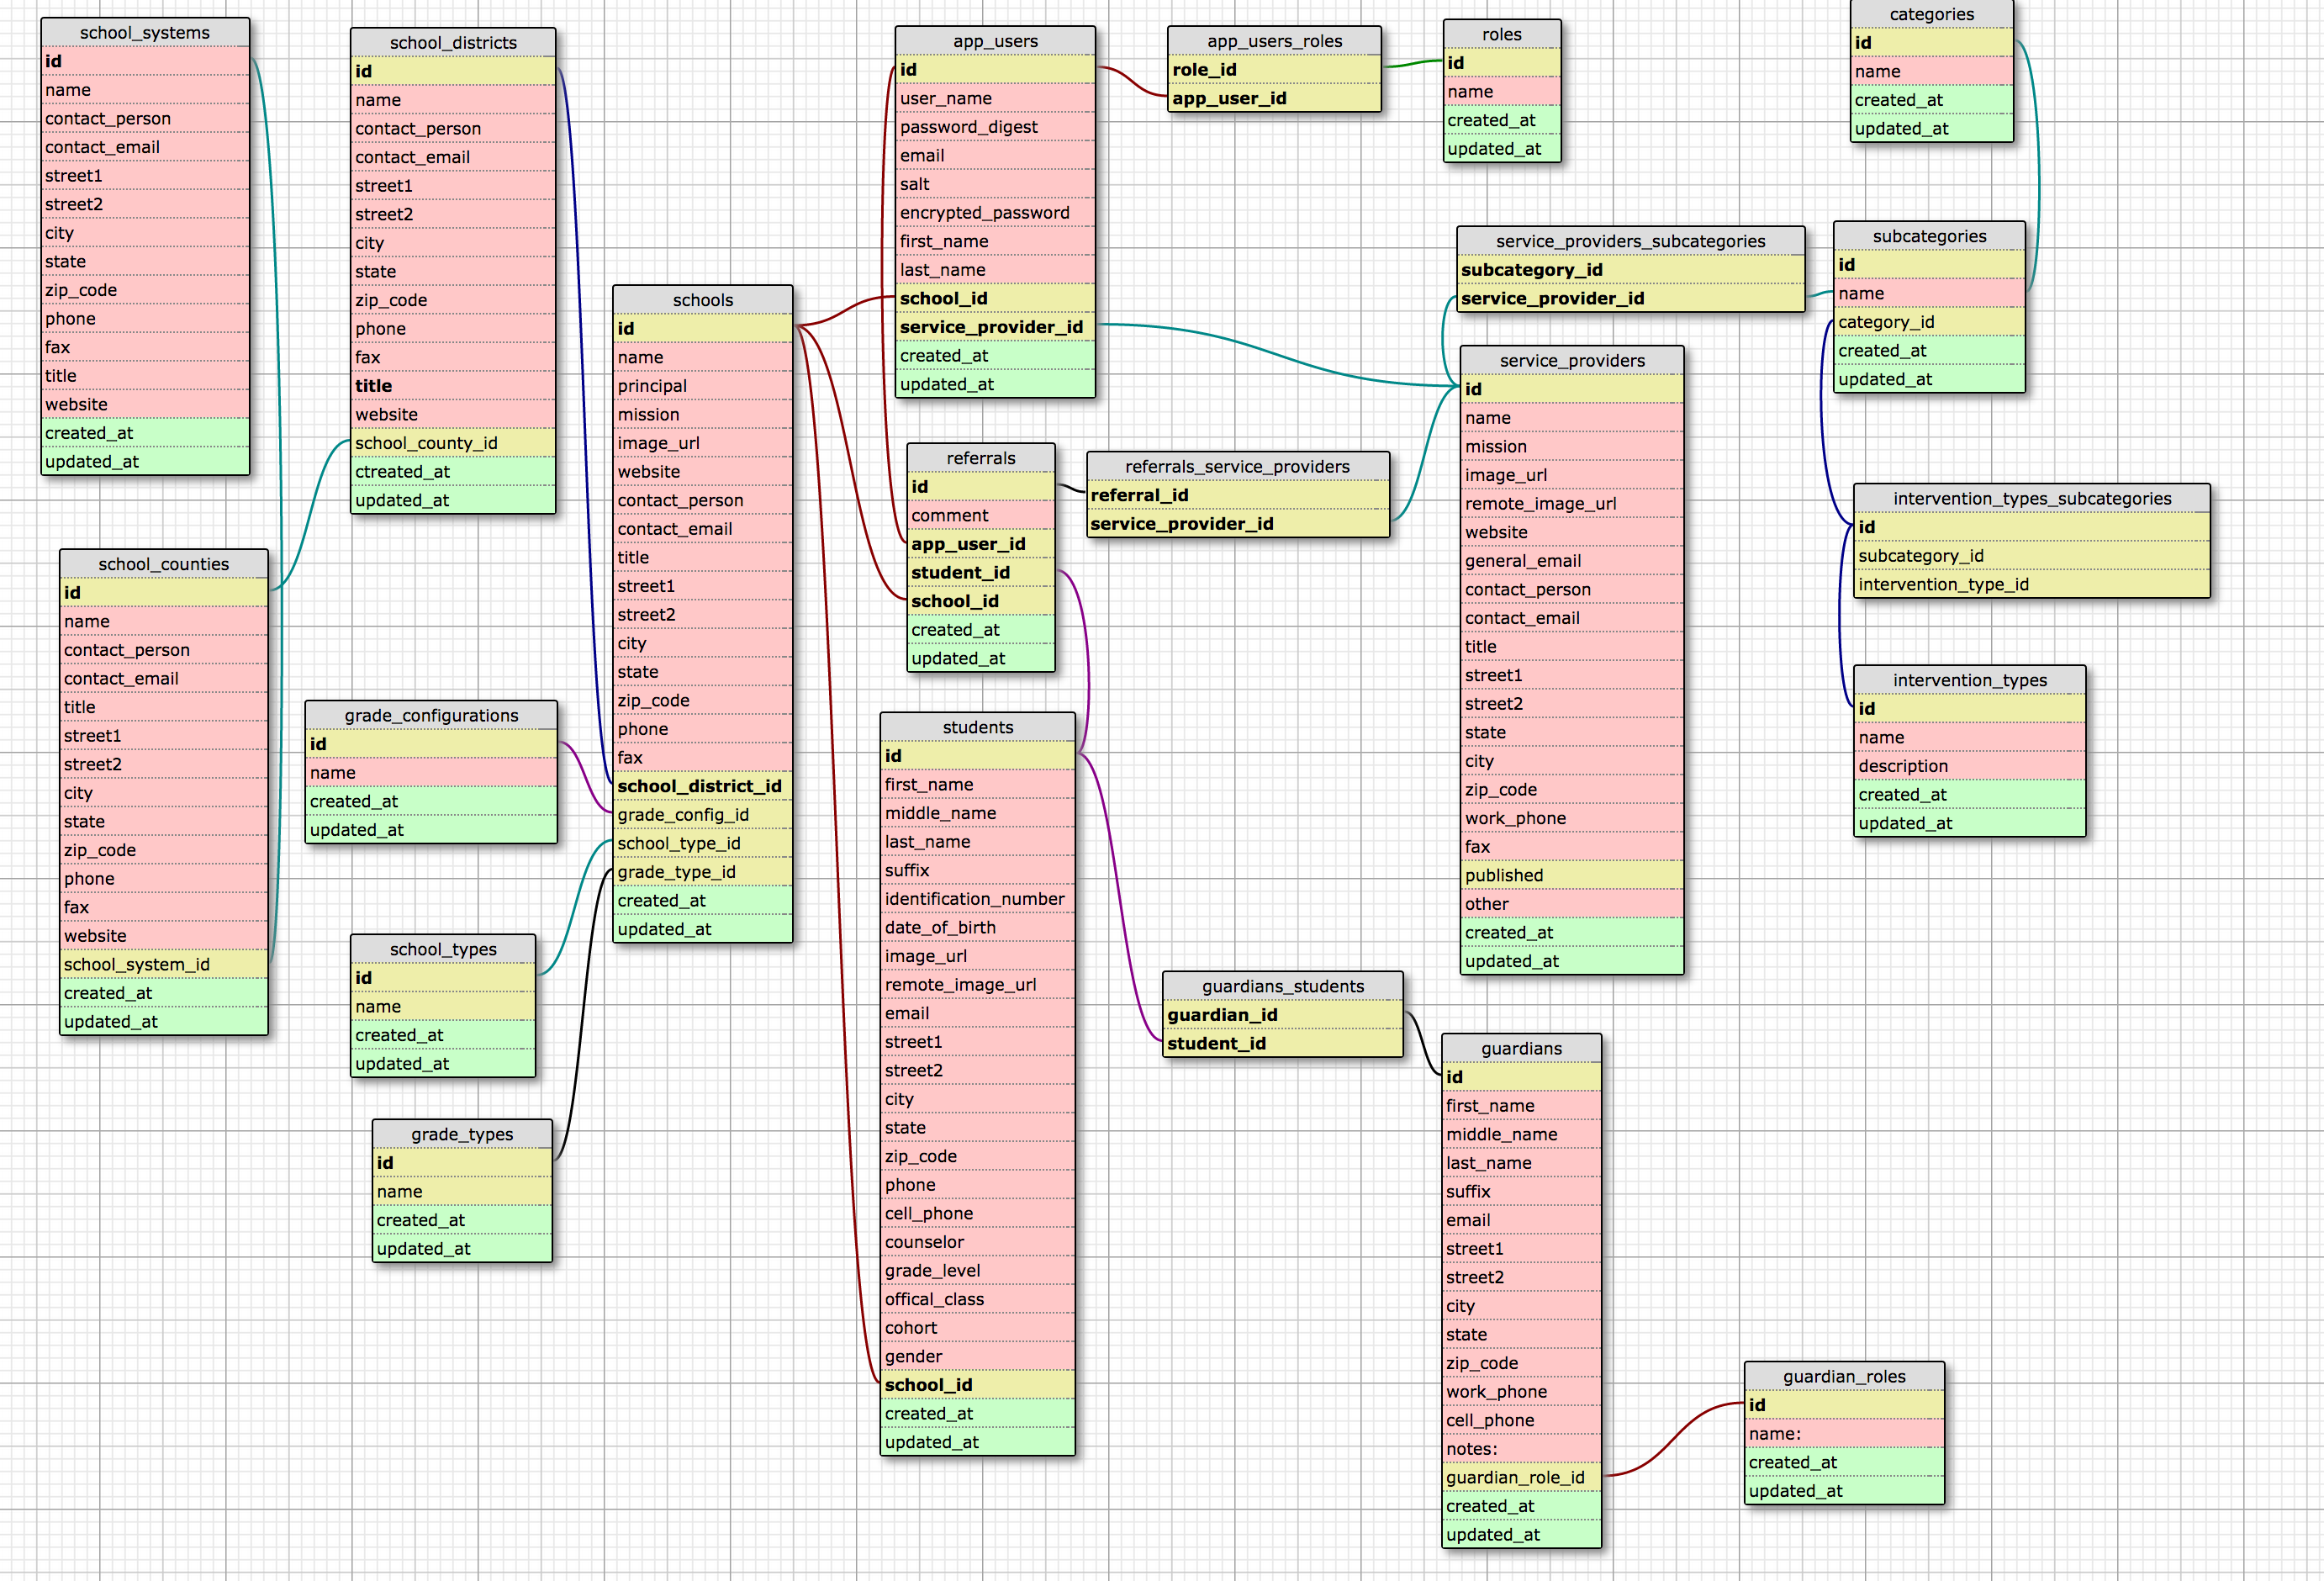 school_systems
id
name
contact_person
contact_email
street1
street2
city
state
zip_code
phone
fax
title
website
created_at
updated_at
school_districts
id
name
contact_person
contact_email
street1
street2
city
state
zip_code
phone
fax
title
website
school_county_id
ctreated_at
updated_at
school_counties
id
name
contact_person
contact_email
title
street1
street2
city
state
zip_code
phone
fax
website
school_system_id
created_at
updated_at
grade_configurations
id
name
created_at
updated_at
school_types
id
name
created_at
updated_at
grade_types
id
name
created_at
updated_at
schools
id
name
principal
mission
image_url
website
contact_person
contact_email
title
street1
street2
city
state
zip_code
phone
fax
school_district_id
grade_config_id
school_type_id
grade_type_id
created_at
updated_at
app_users
id
user_name
password_digest
email
salt
encrypted_password
first_name
last_name
school_id
service_provider_id
created_at
updated_at
app_users_roles
role_id
app_user_id
roles
id
name
created_at
updated_at
referrals
id
comment
app_user_id
student_id
school_id
created_at
updated_at
referrals_service_providers
referral_id
service_provider_id
students
id
first_name
middle_name
last_name
suffix
identification_number
date_of_birth
image_url
remote_image_url
email
street1
street2
city
state
zip_code
phone
cell_phone
counselor
grade_level
offical_class
cohort
gender
school_id
created_at
updated_at
guardians_students
guardian_id
student_id
service_providers_subcategories
subcategory_id
service_provider_id
service_providers
id
name
mission
image_url
remote_image_url
website
general_email
contact_person
contact_email
title
street1
street2
state
city
zip_code
work_phone
fax
published
other
created_at
updated_at
guardians
id
first_name
middle_name
last_name
suffix
email
street1
street2
city
state
zip_code
work_phone
cell_phone
notes:
guardian_role_id
created_at
updated_at
guardian_roles
id
name:
created_at
updated_at
categories
id
name
created_at
updated_at
subcategories
id
name
category_id
created_at
updated_at
intervention_types_subcategories
id
subcategory_id
intervention_type_id
intervention_types
id
name
description
created_at
updated_at